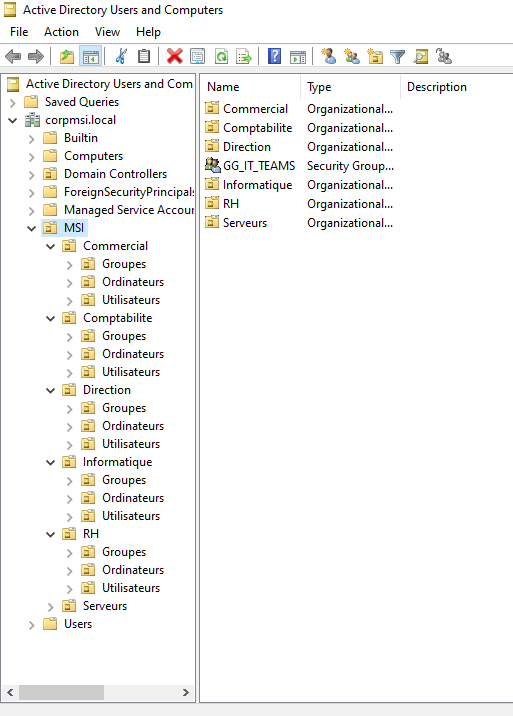 Active Directory Users and Computers
File Action View Help
Active Directory Users and Com
Saved Queries
corpmsi.local
Builtin
Computers
Domain Controllers
ForeignSecurityPrincipals
Managed Service Accour
MSI
Commercial
Groupes
Ordinateurs
Utilisateurs
Comptabilite
Groupes
Ordinateurs
Utilisateurs
Direction
Groupes
Ordinateurs
Utilisateurs
Informatique
Groupes
Ordinateurs
Utilisateurs
RH
Groupes
Ordinateurs
Utilisateurs
Serveurs
Users
Name Type Description
Commercial Organizational...
Comptabilite Organizational...
Direction Organizational...
GG_IT_TEAMS Security Group...
Informatique Organizational...
RH Organizational...
Serveurs Organizational...